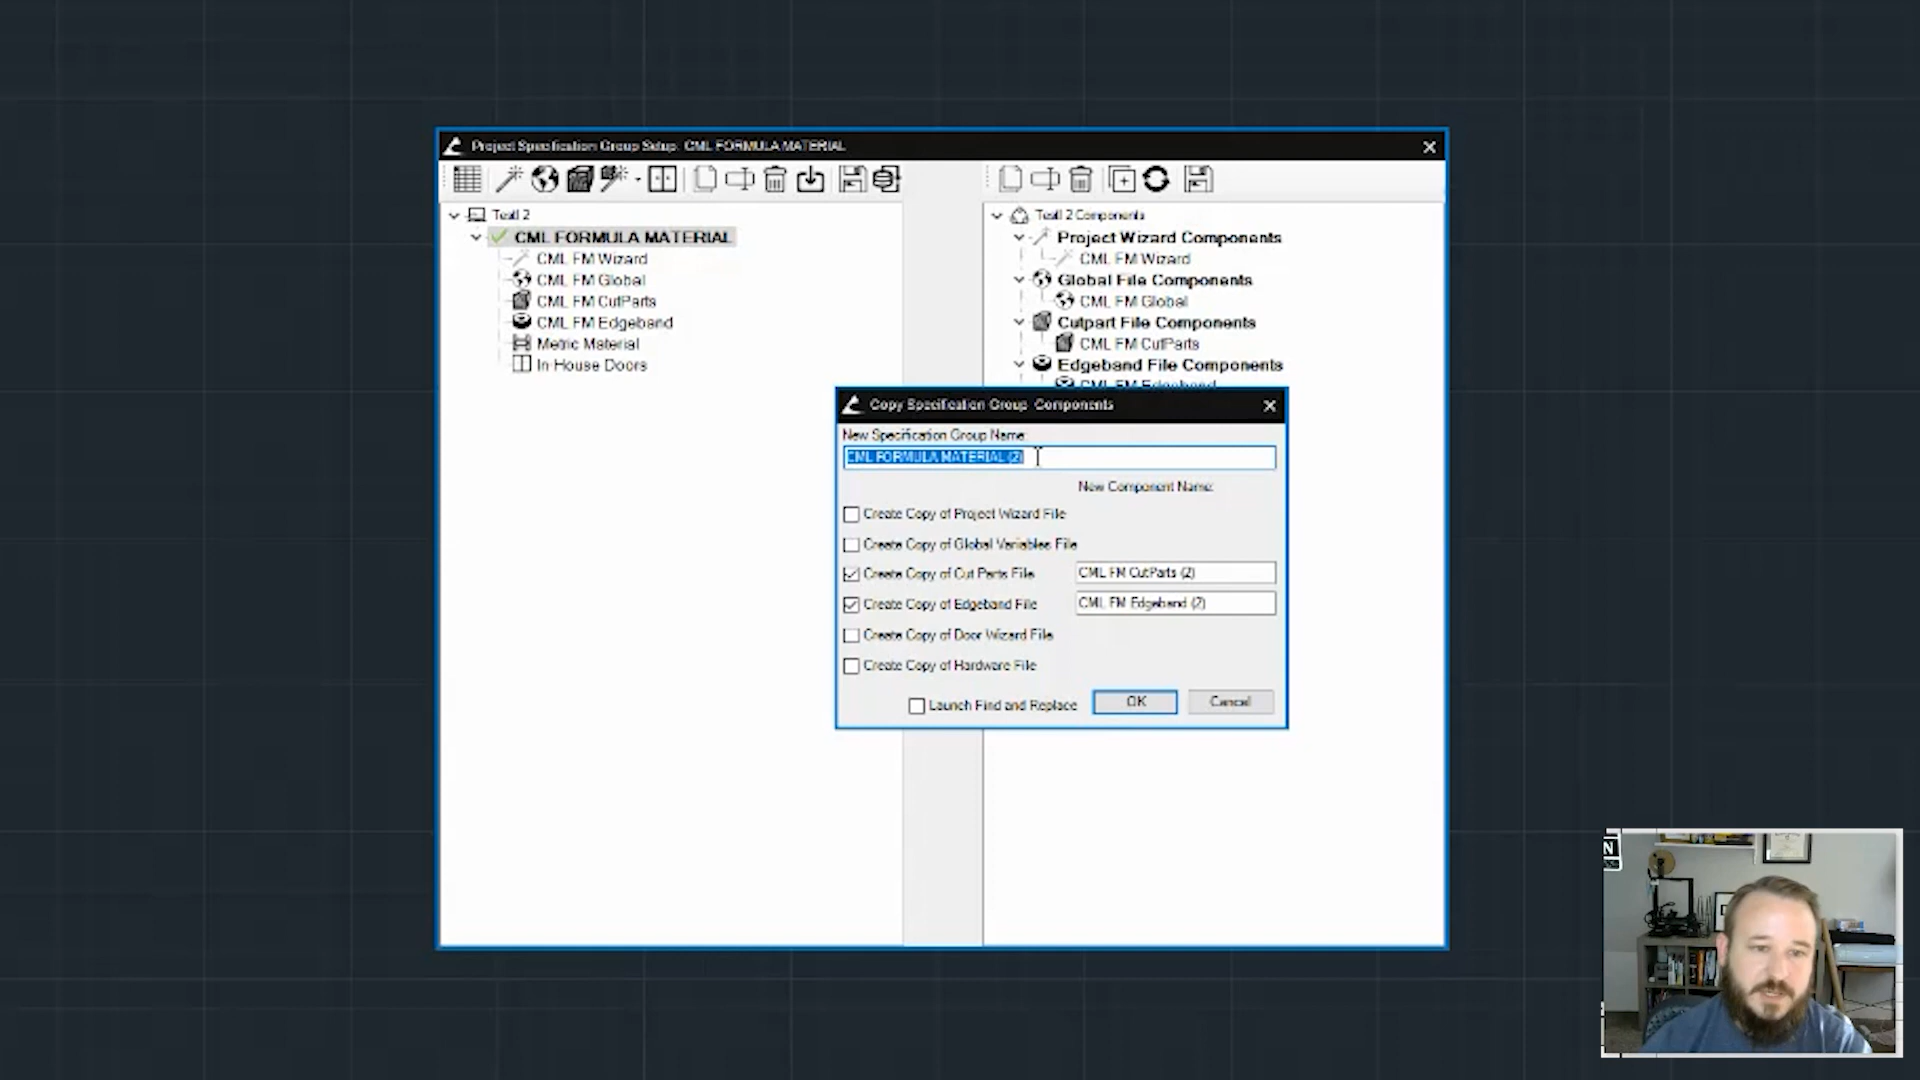 Project Specification Group Setup: CML FORMULA MATERIAL
Testl 2
CML FORMULA MATERIAL
CML FM Wizard
CML FM Global
CML FM CutParts
CML FM Edgeband
Metric Material
In House Doors
Testl 2 Components
Project Wizard Components
CML FM Wizard
Global File Components
CML FM Global
Cutpart File Components
CML FM CutParts
Edgeband File Components
CML FM Edgeband
Copy Specification Group Components
New Specification Group Name:
CML FORMULA MATERIAL (2)
New Component Name:
Create Copy of Project Wizard File
Create Copy of Global Variables File
Create Copy of Cut Parts File
CML FM CutParts (2)
Create Copy of Edgeband File
CML FM Edgeband (2)
Create Copy of Door Wizard File
Create Copy of Hardware File
Launch Find and Replace
OK
Cancel
N